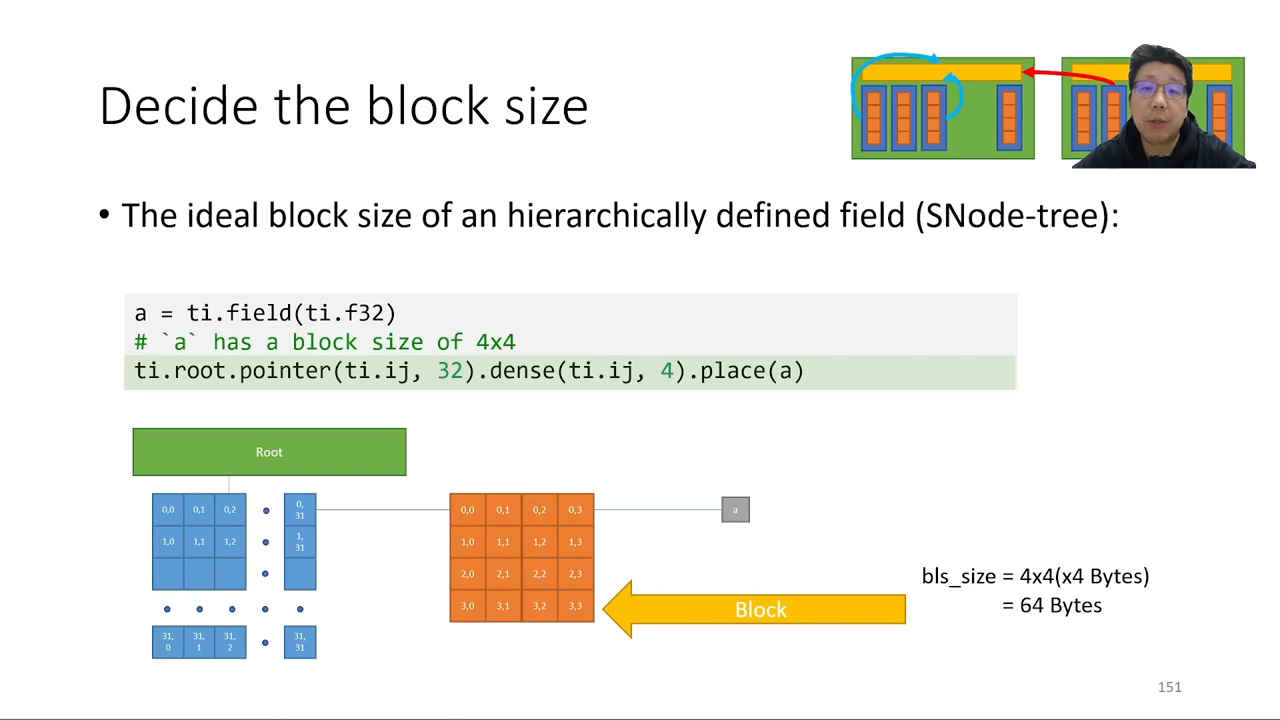 Decide the block size
• The ideal block size of an hierarchically defined field (SNode-tree):
a = ti.field(ti.f32)
# `a` has a block size of 4x4
ti.root.pointer(ti.ij, 32).dense(ti.ij, 4).place(a)
Root
0,0 0,1 0,2 0, 31
1,0 1,1 1,2 1, 31
31, 0 31, 1 31, 2 31, 31
0,0 0,1 0,2 0,3
1,0 1,1 1,2 1,3
2,0 2,1 2,2 2,3
3,0 3,1 3,2 3,3
a
Block
bls_size = 4x4(x4 Bytes)
= 64 Bytes
151